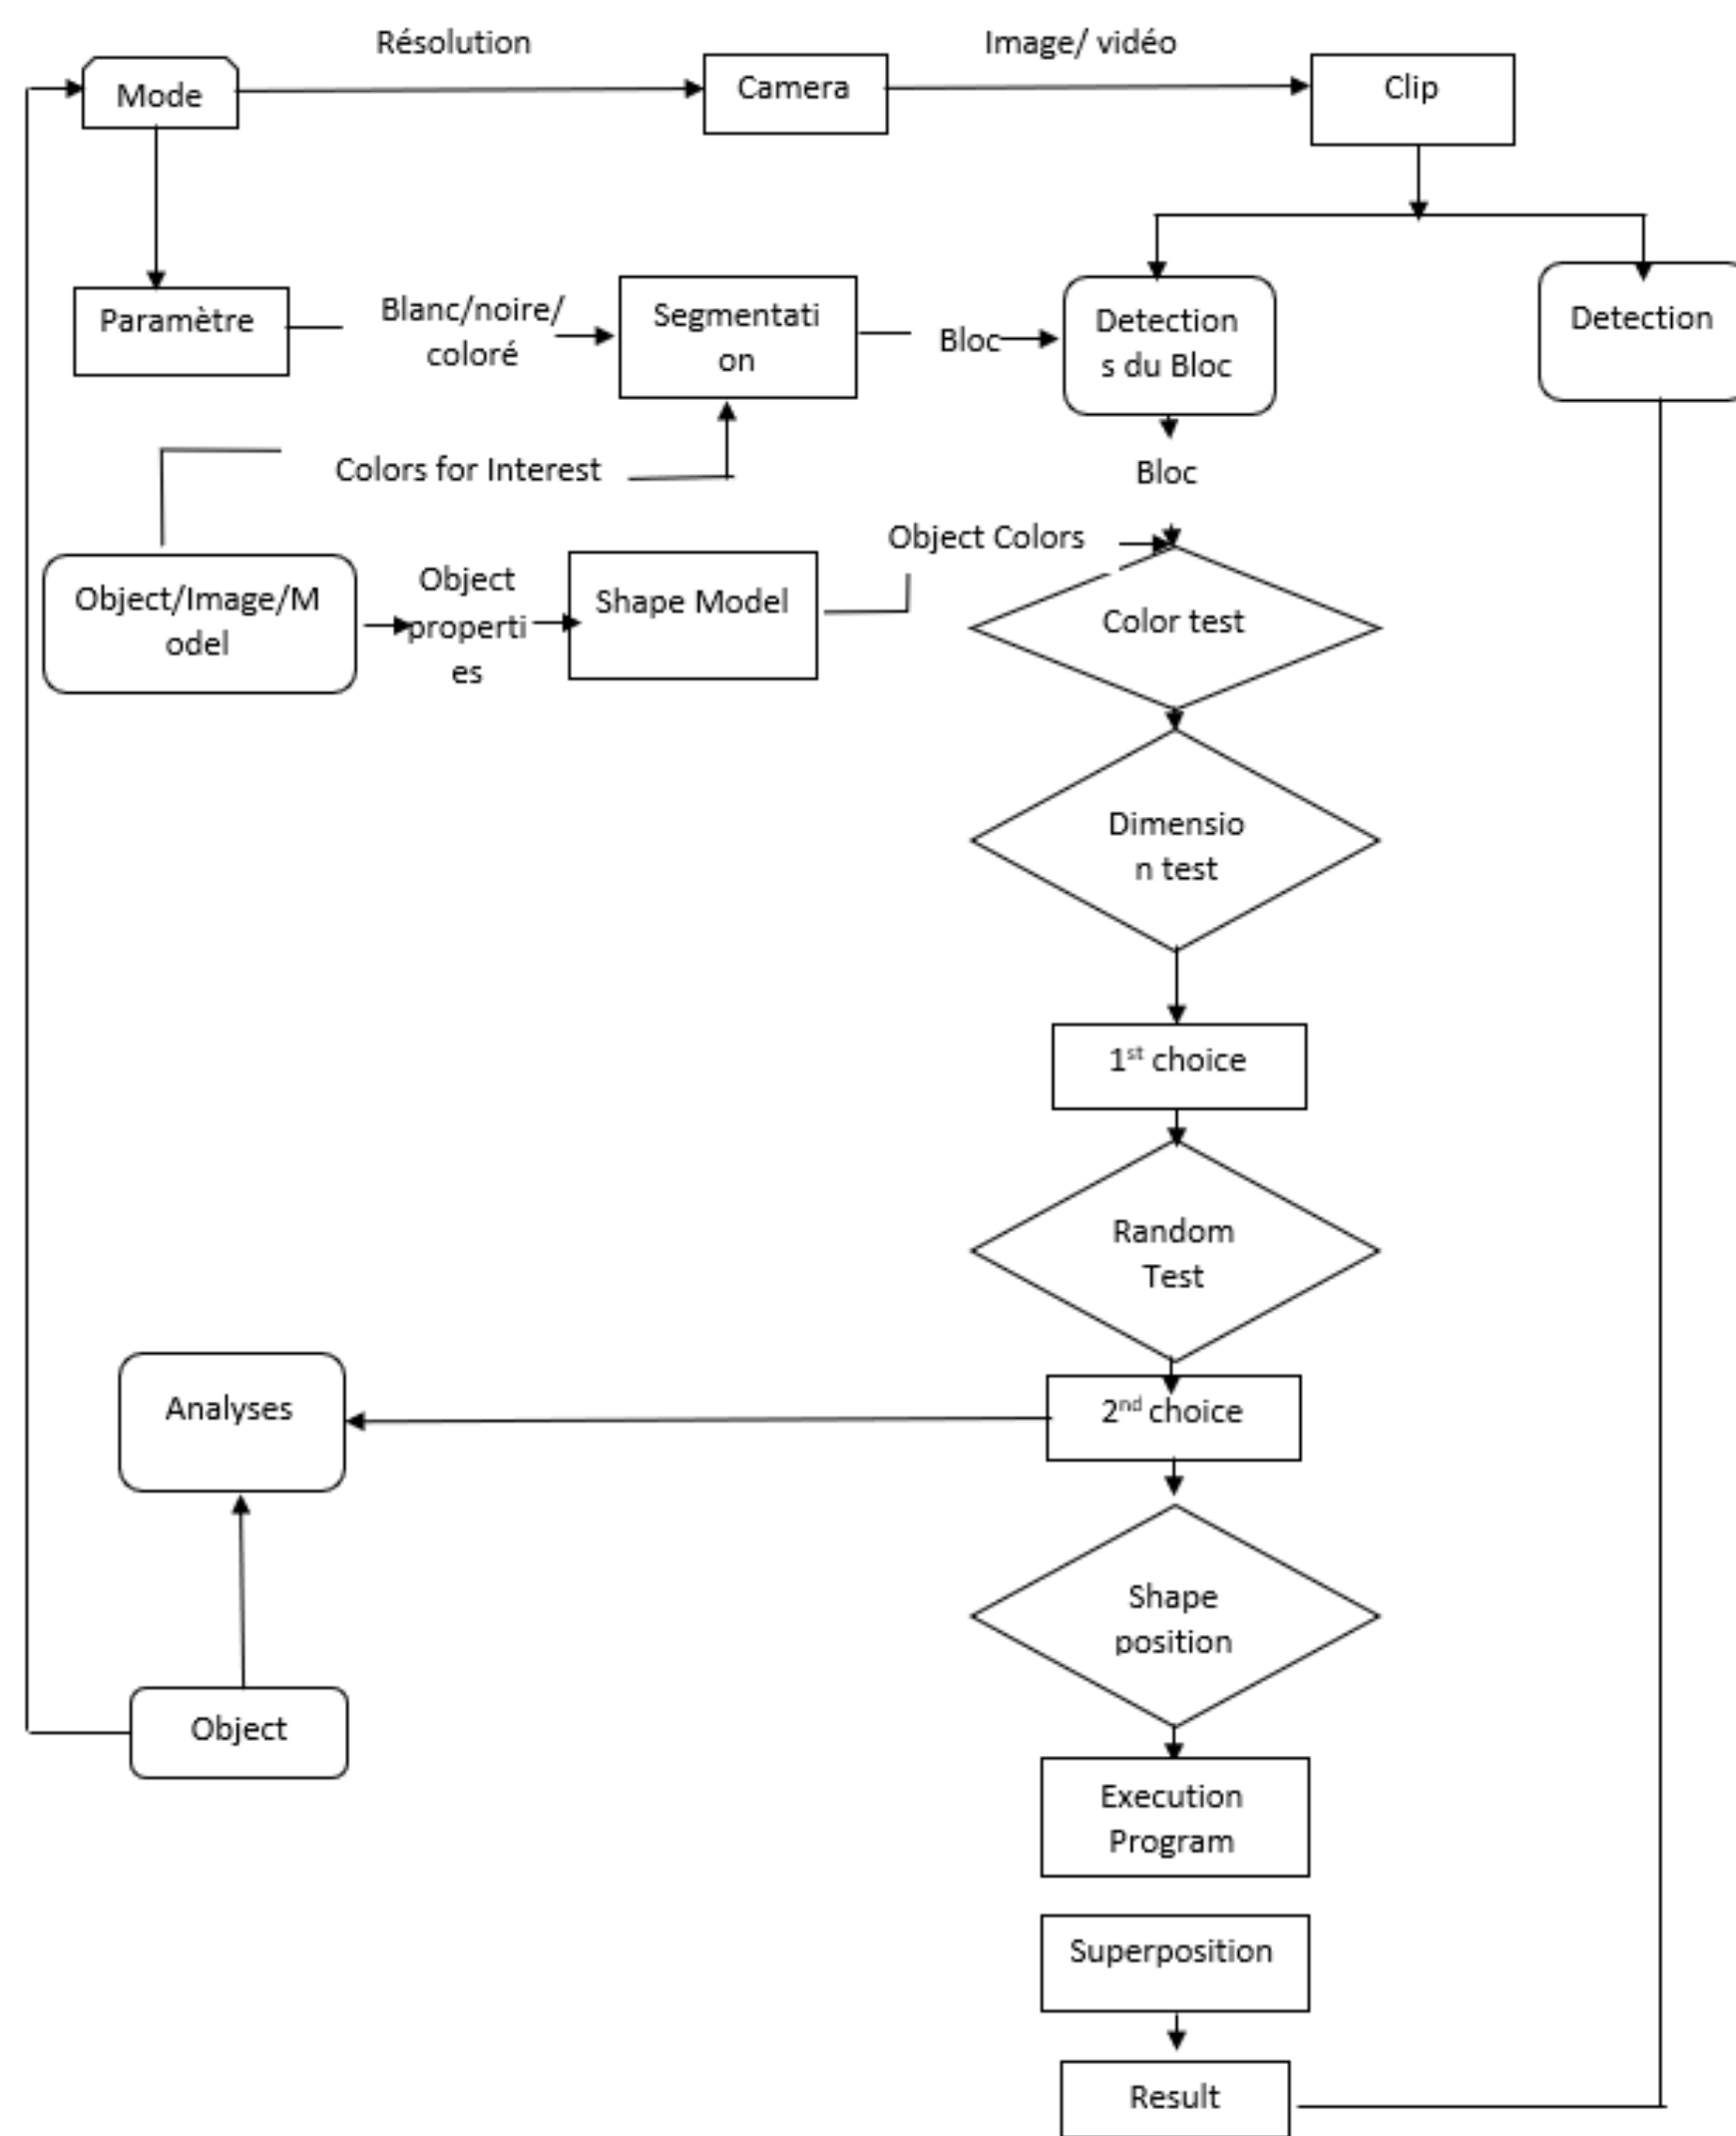 Résolution
Image/ vidéo
Mode
Camera
Clip
Paramètre
Blanc/noire/
coloré
Segmentati
on
Bloc
Detection
s du Bloc
Detection
Colors for Interest
Bloc
Object/Image/M
odel
Object
properti
es
Shape Model
Object Colors
Color test
Dimensio
n test
1st choice
Random
Test
Analyses
2nd choice
Shape
position
Object
Execution
Program
Superposition
Result